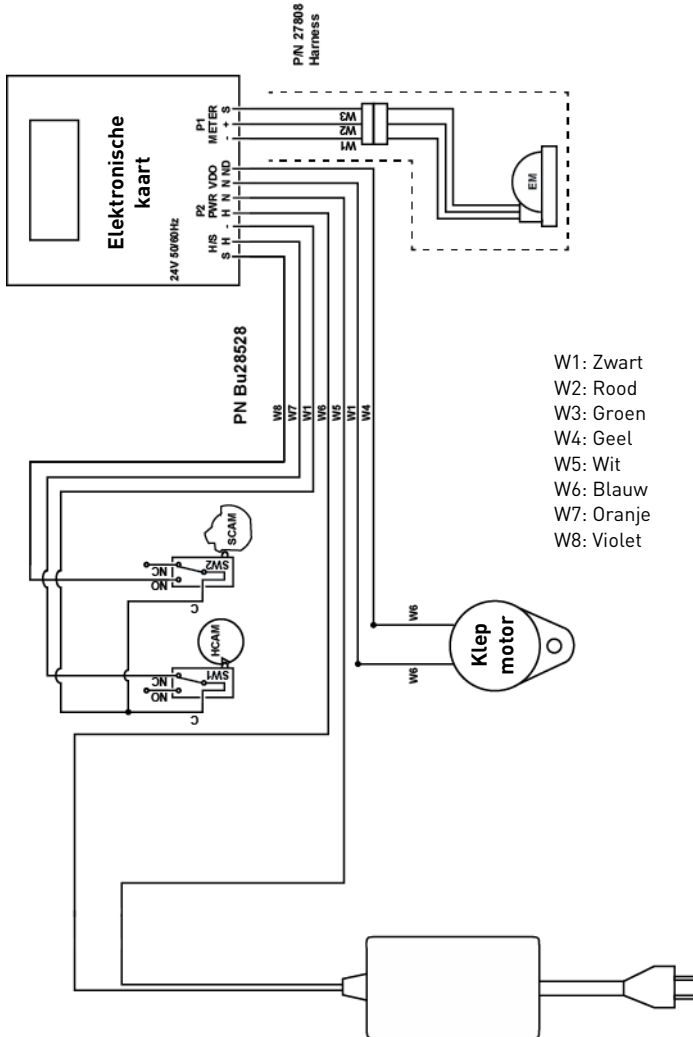 P/N 27808
Harness
Elektronische
kaart
24V 50/60Hz
P1
METER
- + S
W1
W2
W3
EM
P2
H/S PWR VDO
S H - H N N ND
PN Bu28528
W8
W7
W1
W6
W5
W1
W4
SCAM
SW2
NC
NO
C
HCAM
SW1
NC
NO
C
W6
W6
Klep
motor
W1: Zwart
W2: Rood
W3: Groen
W4: Geel
W5: Wit
W6: Blauw
W7: Oranje
W8: Violet